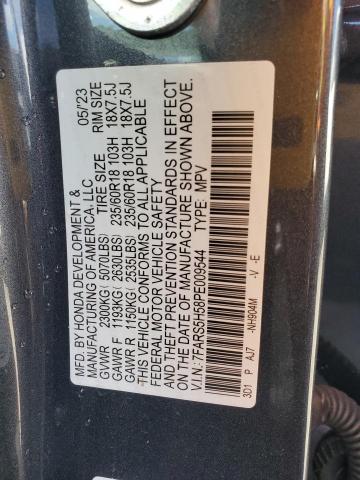 MFD. BY HONDA DEVELOPMENT &
MANUFACTURING OF AMERICA, LLC 05/23
GVWR 2300KG (5070LBS) TIRE SIZE RIM SIZE
GAWR F 1193KG (2630LBS) 235/60R18 103H 18X7.5J
GAWR R 1150KG (2535LBS) 235/60R18 103H 18X7.5J
THIS VEHICLE CONFORMS TO ALL APPLICABLE
FEDERAL MOTOR VEHICLE SAFETY
AND THEFT PREVENTION STANDARDS IN EFFECT
ON THE DATE OF MANUFACTURE SHOWN ABOVE.
V.I.N.: 7FARS5H58PE009544 TYPE: MPV
3D1 P AJ7 -NH904M -V -E